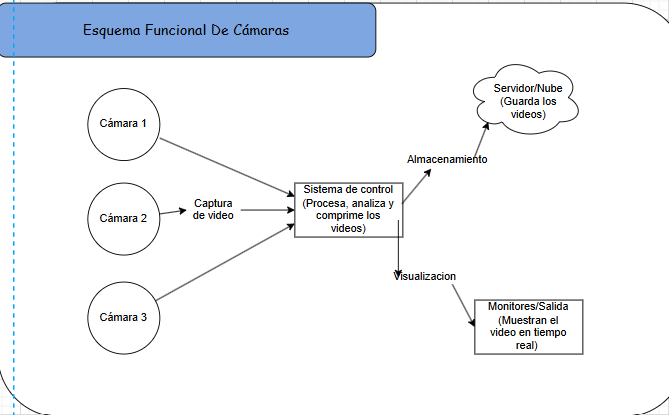 Esquema Funcional De Cámaras
Servidor/Nube
(Guarda los
videos)
Cámara 1
Almacenamiento
Sistema de control
(Procesa, analiza y
comprime los
videos)
Captura
de video
Cámara 2
Visualizacion
Cámara 3
Monitores/Salida
(Muestran el
video en tiempo
real)